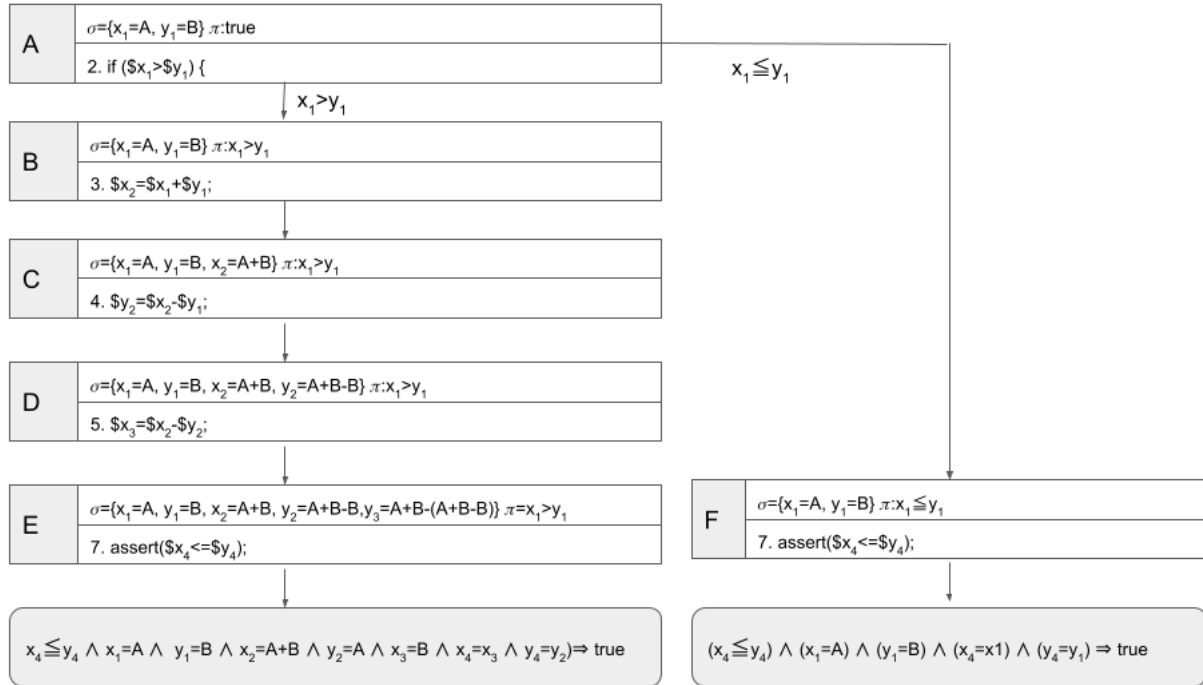 A
σ={x₁=A, y₁=B} π:true
2. if ($x₁>$y₁) {
x₁≦y₁
x₁>y₁
B
σ={x₁=A, y₁=B} π:x₁>y₁
3. $x₂=$x₁+$y₁;
C
σ={x₁=A, y₁=B, x₂=A+B} π:x₁>y₁
4. $y₂=$x₂-$y₁;
D
σ={x₁=A, y₁=B, x₂=A+B, y₂=A+B-B} π:x₁>y₁
5. $x₃=$x₂-$y₂;
E
σ={x₁=A, y₁=B, x₂=A+B, y₂=A+B-B,y₃=A+B-(A+B-B)} π=x₁>y₁
7. assert($x₄<=$y₄);
F
σ={x₁=A, y₁=B} π:x₁≦y₁
7. assert($x₄<=$y₄);
x₄≦y₄ ∧ x₁=A ∧ y₁=B ∧ x₂=A+B ∧ y₂=A ∧ x₃=B ∧ x₄=x₃ ∧ y₄=y₂)⇒ true
(x₄≦y₄) ∧ (x₁=A) ∧ (y₁=B) ∧ (x₄=x1) ∧ (y₄=y₁) ⇒ true